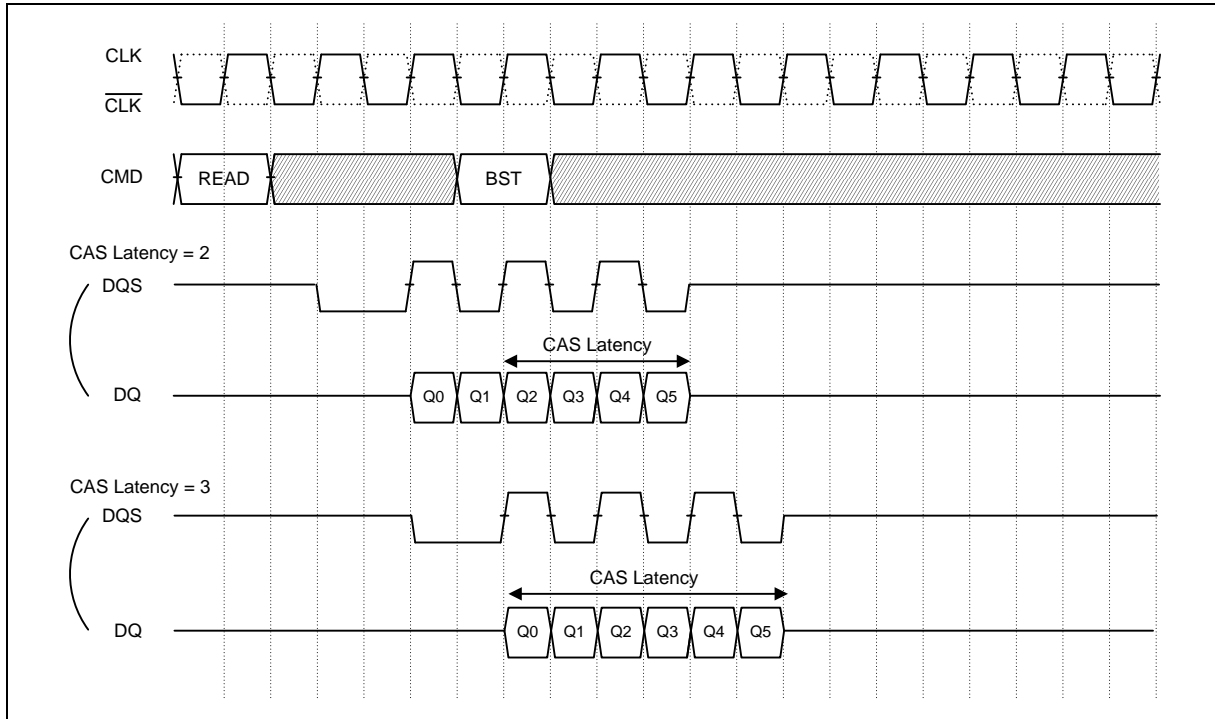 CLK
CLK
CMD READ BST
CAS Latency = 2
DQS
CAS Latency
DQ Q0 Q1 Q2 Q3 Q4 Q5
CAS Latency = 3
DQS
CAS Latency
DQ Q0 Q1 Q2 Q3 Q4 Q5